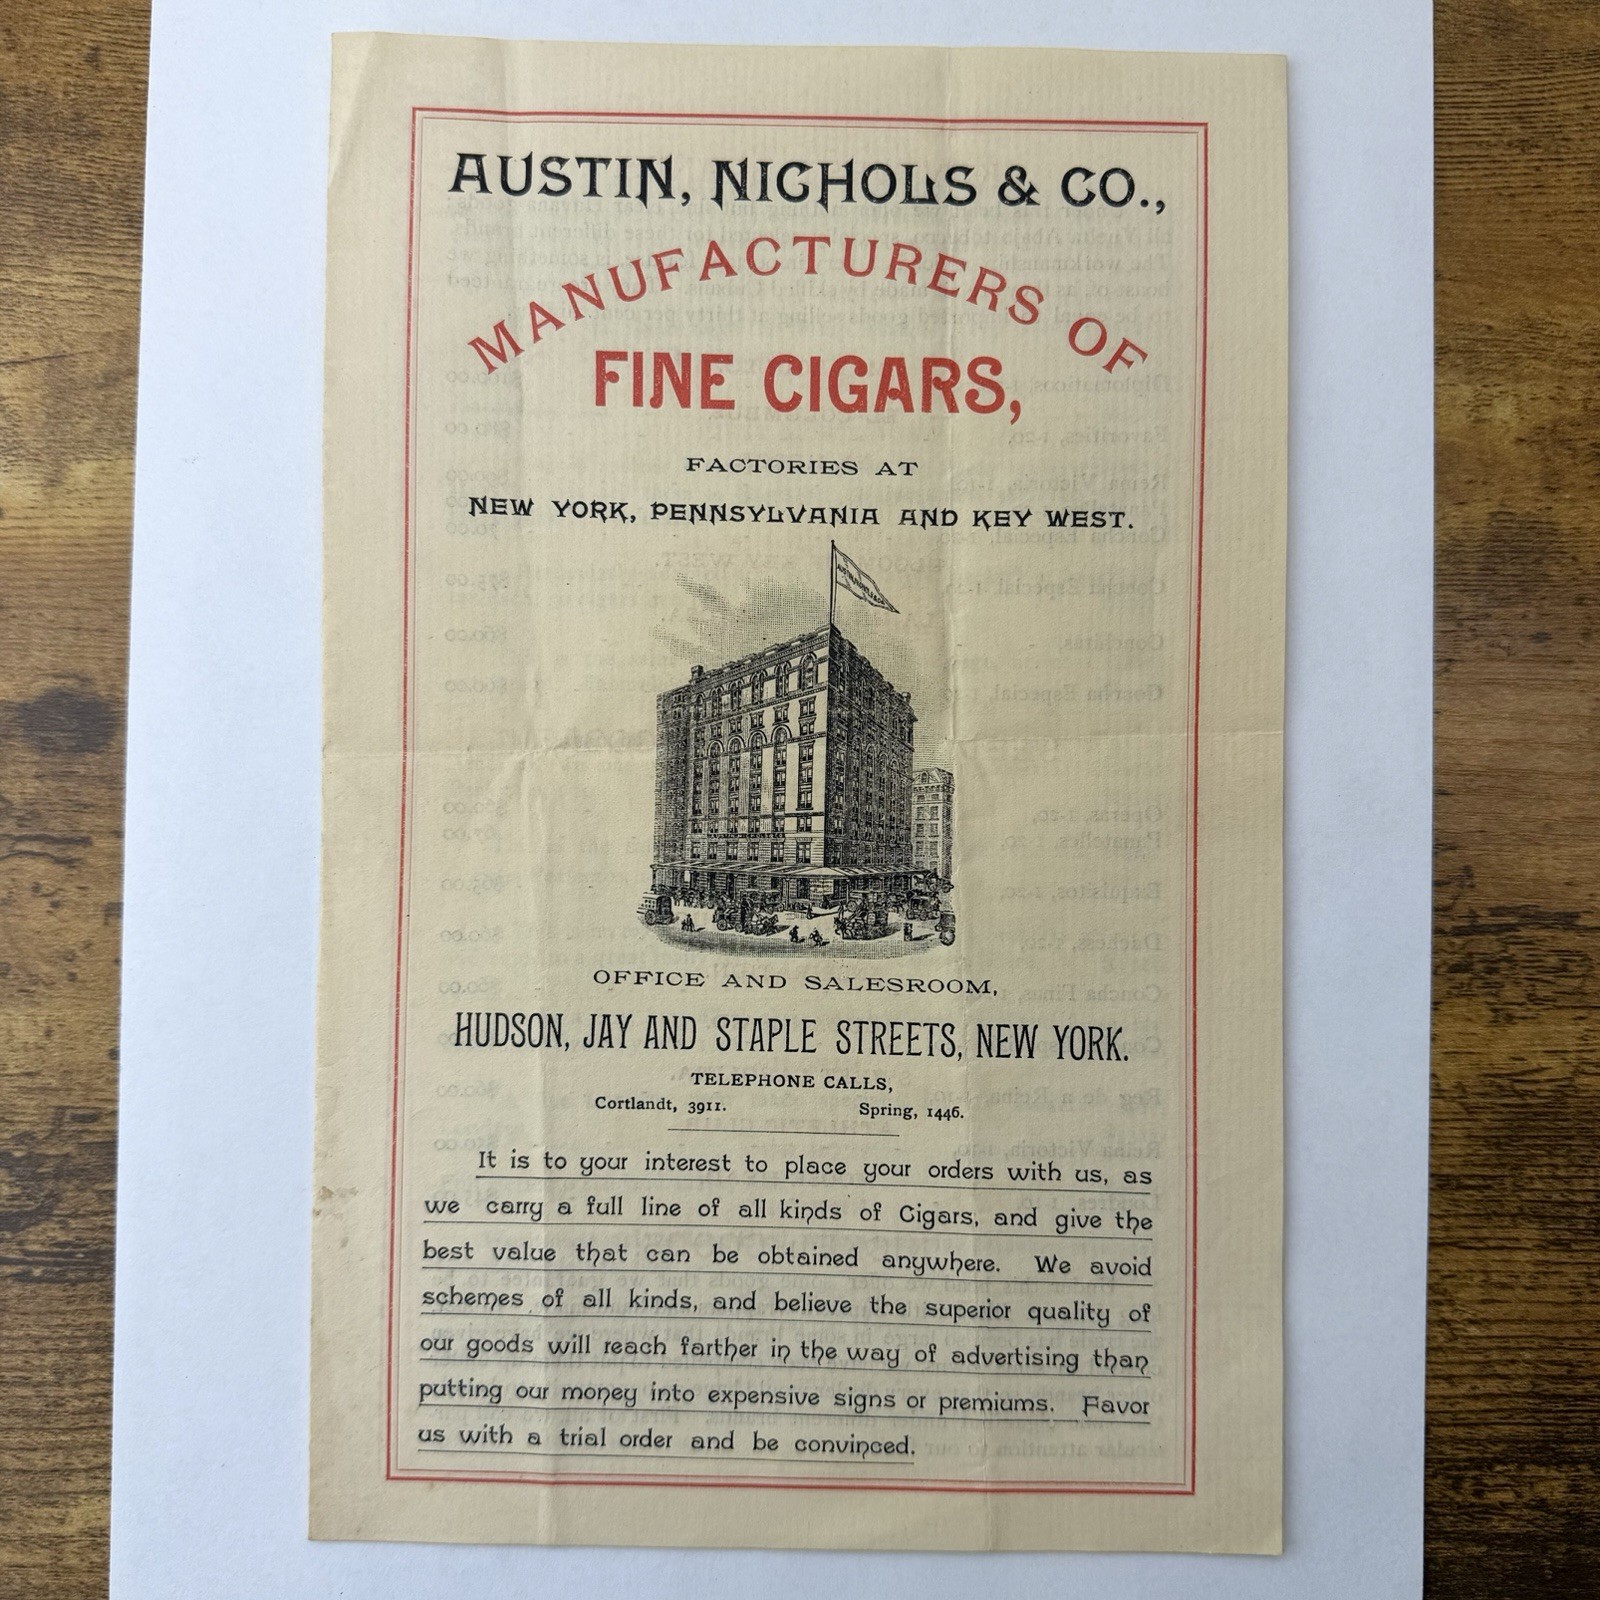 AUSTIN, NICHOLS & CO.,
MANUFACTURERS OF
FINE CIGARS,
FACTORIES AT
NEW YORK, PENNSYLVANIA AND KEY WEST.
OFFICE AND SALESROOM,
HUDSON, JAY AND STAPLE STREETS, NEW YORK.
TELEPHONE CALLS,
Cortlandt, 3911. Spring, 1446.
It is to your interest to place your orders with us, as
we carry a full line of all kinds of Cigars, and give the
best value that can be obtained anywhere. We avoid
schemes of all kinds, and believe the superior quality of
our goods will reach farther in the way of advertising than
putting our money into expensive signs or premiums. Favor
us with a trial order and be convinced.